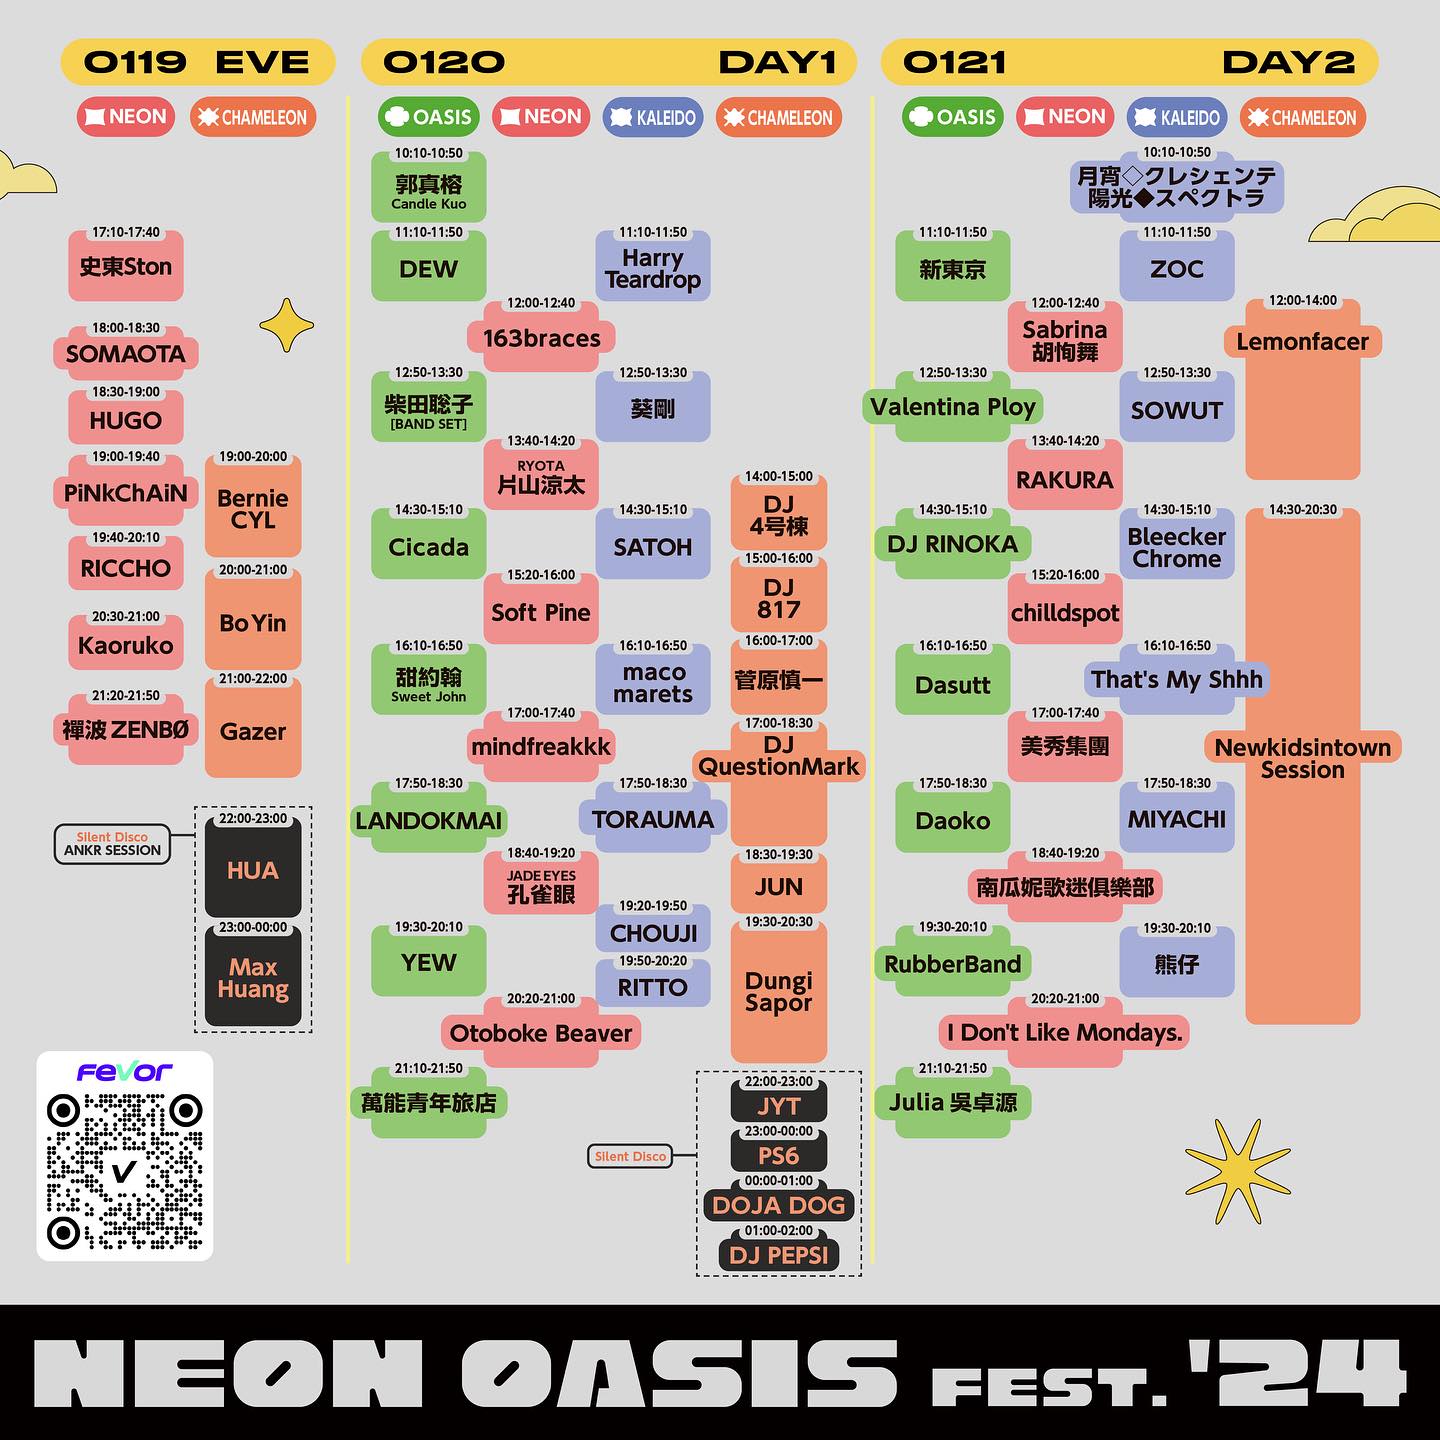 0119 EVE
NEON
CHAMELEON
17:10-17:40
史東Ston
18:00-18:30
SOMAOTA
18:30-19:00
HUGO
19:00-19:40
PiNkChAiN
19:40-20:10
RICCHO
20:30-21:00
Kaoruko
21:20-21:50
禪波 ZENBØ
19:00-20:00
Bernie
CYL
20:00-21:00
Bo Yin
21:00-22:00
Gazer
Silent Disco
ANKR SESSION
22:00-23:00
HUA
23:00-00:00
Max
Huang
FeVor
0120 DAY1
OASIS
NEON
KALEIDO
CHAMELEON
10:10-10:50
郭真榕
Candle Kuo
11:10-11:50
DEW
12:50-13:30
柴田聡子
[BAND SET]
14:30-15:10
Cicada
16:10-16:50
甜約翰
Sweet John
17:50-18:30
LANDOKMAI
19:30-20:10
YEW
21:10-21:50
萬能青年旅店
12:00-12:40
163braces
13:40-14:20
RYOTA
片山涼太
15:20-16:00
Soft Pine
17:00-17:40
mindfreakkk
18:40-19:20
JADE EYES
孔雀眼
20:20-21:00
Otoboke Beaver
11:10-11:50
Harry
Teardrop
12:50-13:30
葵剛
14:30-15:10
SATOH
16:10-16:50
maco
marets
17:50-18:30
TORAUMA
19:20-19:50
CHOUJI
19:50-20:20
RITTO
14:00-15:00
DJ
4号棟
15:00-16:00
DJ
817
16:00-17:00
菅原慎一
17:00-18:30
DJ
QuestionMark
18:30-19:30
JUN
19:30-20:30
Dungi
Sapor
Silent Disco
22:00-23:00
JYT
23:00-00:00
PS6
00:00-01:00
DOJA DOG
01:00-02:00
DJ PEPSI
0121 DAY2
OASIS
NEON
KALEIDO
CHAMELEON
11:10-11:50
新東京
12:50-13:30
Valentina Ploy
14:30-15:10
DJ RINOKA
16:10-16:50
Dasutt
17:50-18:30
Daoko
19:30-20:10
RubberBand
21:10-21:50
Julia 吳卓源
12:00-12:40
Sabrina
胡恂舞
13:40-14:20
RAKURA
15:20-16:00
chilldspot
17:00-17:40
美秀集團
18:40-19:20
南瓜妮歌迷俱樂部
20:20-21:00
I Don't Like Mondays.
10:10-10:50
月宵◇クレシェンテ
陽光◆スペクトラ
11:10-11:50
ZOC
12:50-13:30
SOWUT
14:30-15:10
Bleecker
Chrome
16:10-16:50
That's My Shhh
17:50-18:30
MIYACHI
19:30-20:10
熊仔
12:00-14:00
Lemonfacer
14:30-20:30
Newkidsintown
Session
NEON OASIS FEST. '24